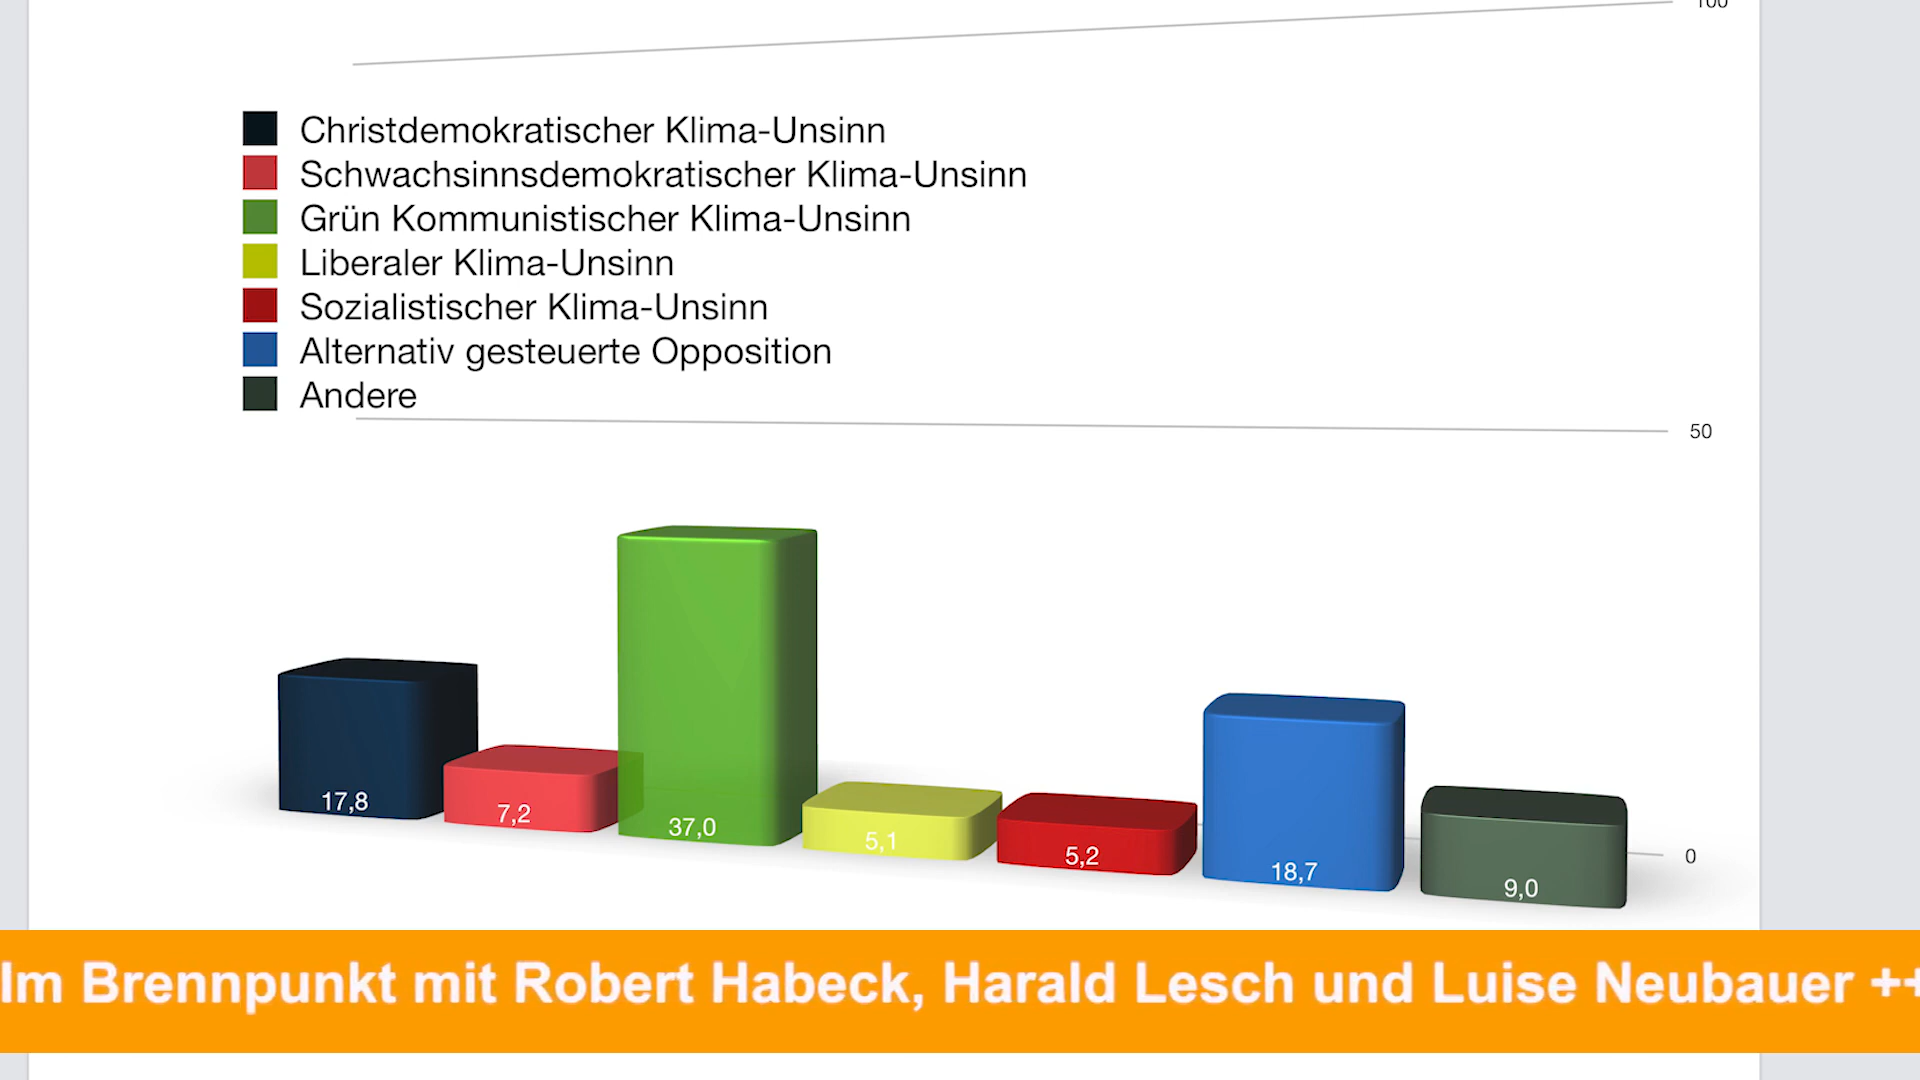 100
Christdemokratischer Klima-Unsinn
Schwachsinnsdemokratischer Klima-Unsinn
Grün Kommunistischer Klima-Unsinn
Liberaler Klima-Unsinn
Sozialistischer Klima-Unsinn
Alternativ gesteuerte Opposition
Andere
50
17,8
7,2
37,0
5,1
5,2
18,7
9,0
0
Im Brennpunkt mit Robert Habeck, Harald Lesch und Luise Neubauer ++